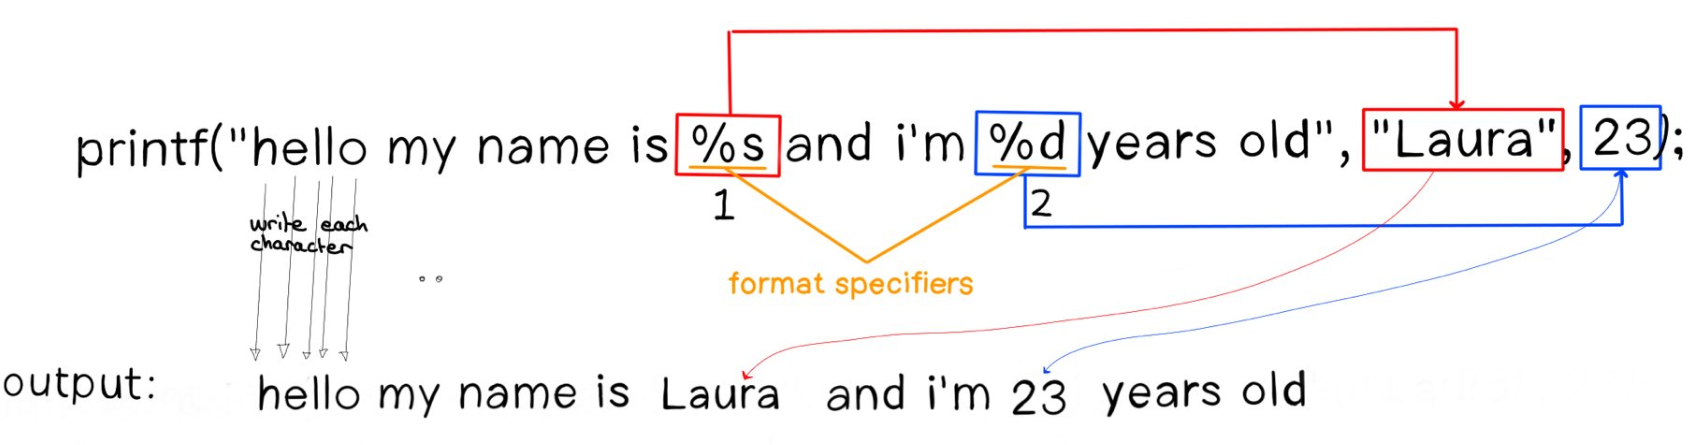 printf("hello my name is %s and i'm %d years old", "Laura", 23);
1 2
write each
character
..
format specifiers
output: hello my name is Laura and i'm 23 years old